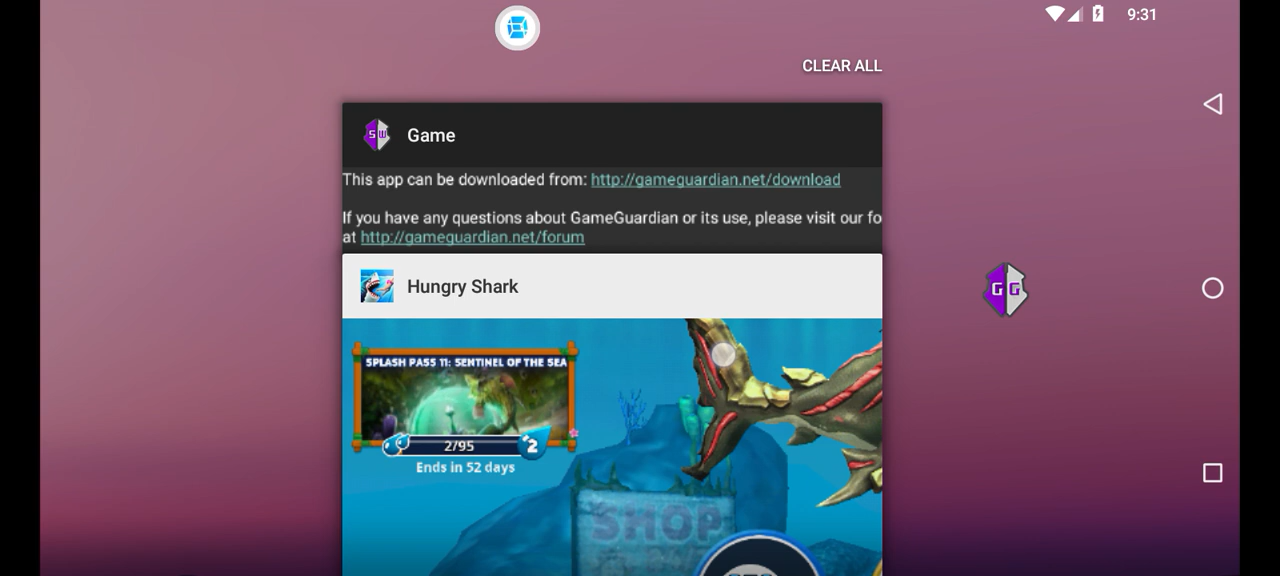 9:31
CLEAR ALL
SW
Game
This app can be downloaded from: http://gameguardian.net/download
If you have any questions about GameGuardian or its use, please visit our fo
at http://gameguardian.net/forum
Hungry Shark
GG
SPLASH PASS 11: SENTINEL OF THE SEA
2/95
2
Ends in 52 days
SHOP